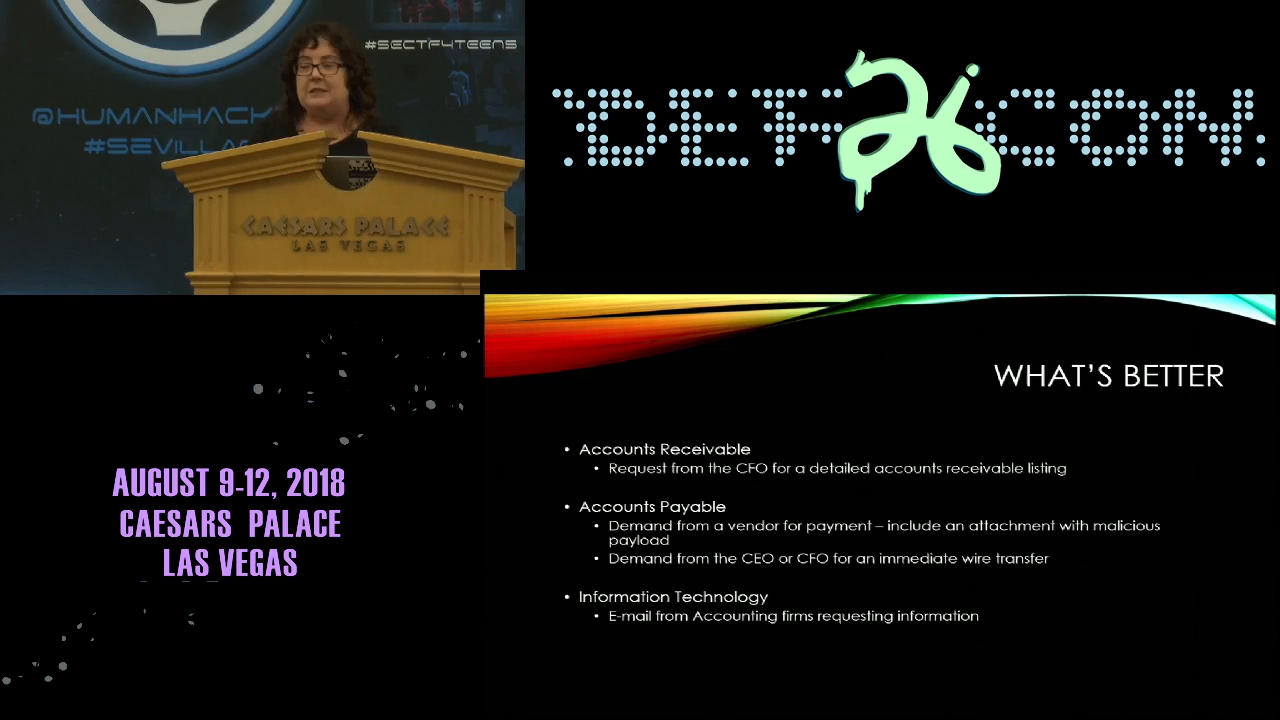 #SECTF4TEENS
@HUMANHACK
#SEVILLAG
CAESARS PALACE
LAS VEGAS
DEF 26 CON
AUGUST 9-12, 2018
CAESARS PALACE
LAS VEGAS
WHAT'S BETTER
• Accounts Receivable
• Request from the CFO for a detailed accounts receivable listing
• Accounts Payable
• Demand from a vendor for payment – include an attachment with malicious
payload
• Demand from the CEO or CFO for an immediate wire transfer
• Information Technology
• E-mail from Accounting firms requesting information